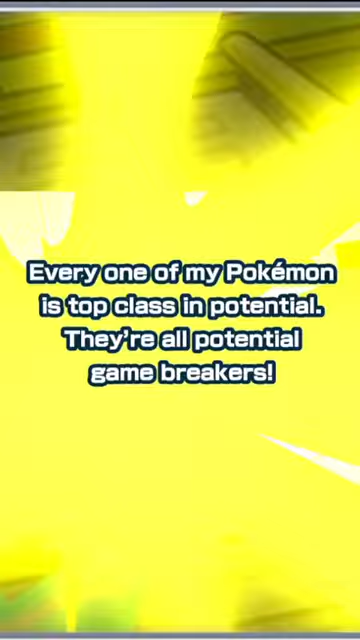 Every one of my Pokémon
is top class in potential.
They're all potential
game breakers!